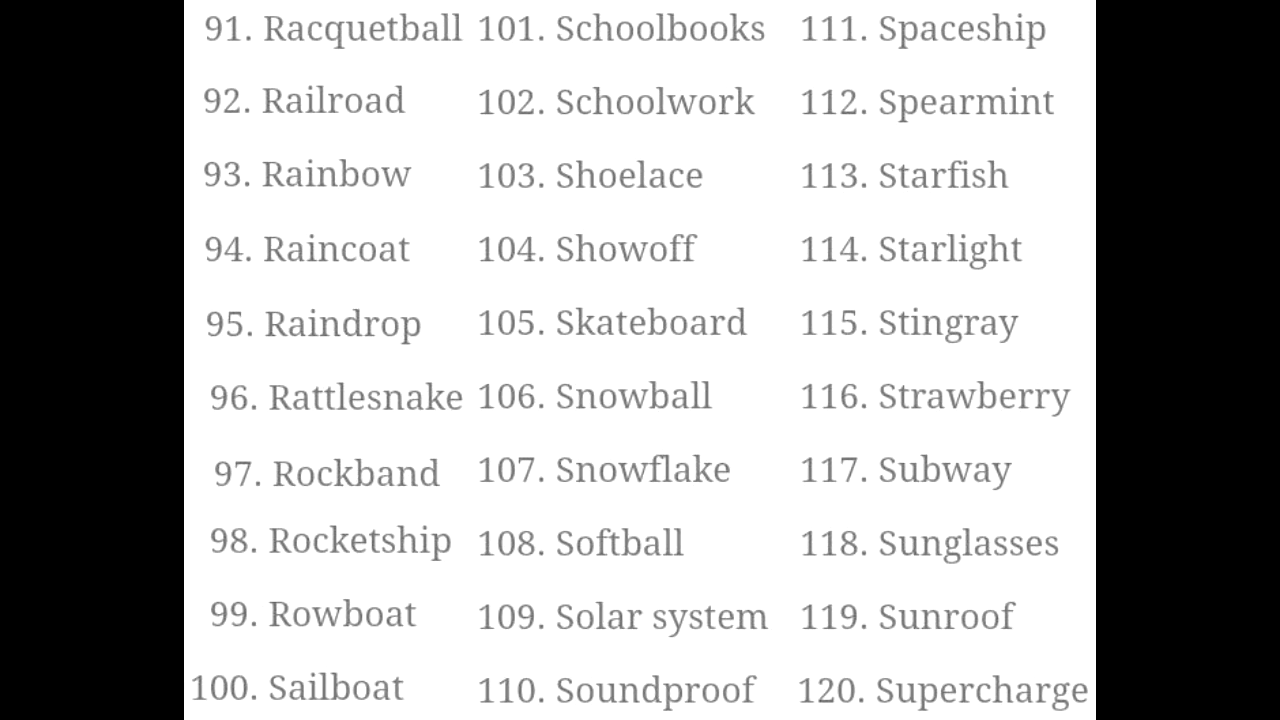 91. Racquetball
92. Railroad
93. Rainbow
94. Raincoat
95. Raindrop
96. Rattlesnake
97. Rockband
98. Rocketship
99. Rowboat
100. Sailboat
101. Schoolbooks
102. Schoolwork
103. Shoelace
104. Showoff
105. Skateboard
106. Snowball
107. Snowflake
108. Softball
109. Solar system
110. Soundproof
111. Spaceship
112. Spearmint
113. Starfish
114. Starlight
115. Stingray
116. Strawberry
117. Subway
118. Sunglasses
119. Sunroof
120. Supercharge